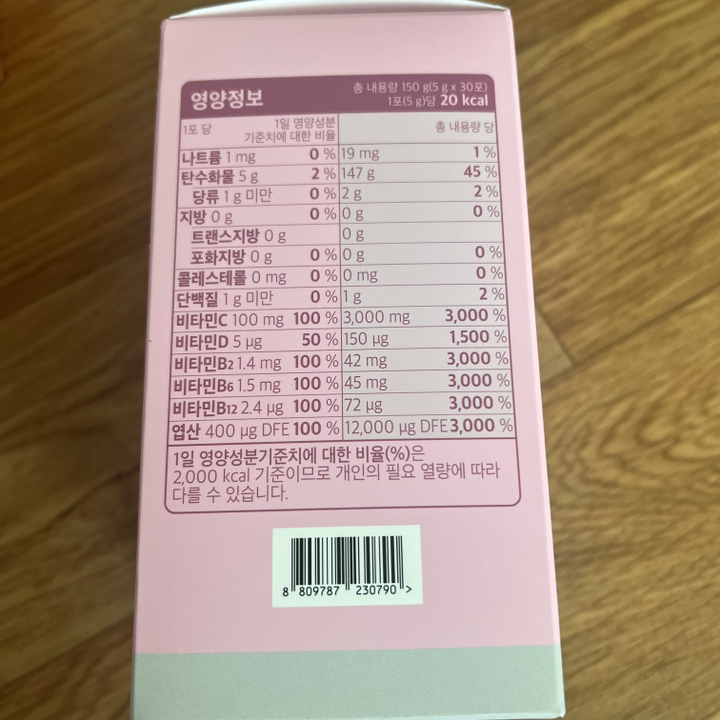 영양정보
총 내용량 150 g(5 g x 30포)
1포(5 g)당 20 kcal
1포 당 1일 영양성분 기준치에 대한 비율 총 내용량 당
나트륨 1 mg 0 % 19 mg 1 %
탄수화물 5 g 2 % 147 g 45 %
당류 1 g 미만 0 % 2 g 2 %
지방 0 g 0 % 0 g 0 %
트랜스지방 0 g 0 g
포화지방 0 g 0 % 0 g 0 %
콜레스테롤 0 mg 0 % 0 mg 0 %
단백질 1 g 미만 0 % 1 g 2 %
비타민C 100 mg 100 % 3,000 mg 3,000 %
비타민D 5 µg 50 % 150 µg 1,500 %
비타민B2 1.4 mg 100 % 42 mg 3,000 %
비타민B6 1.5 mg 100 % 45 mg 3,000 %
비타민B12 2.4 µg 100 % 72 µg 3,000 %
엽산 400 µg DFE 100 % 12,000 µg DFE 3,000 %
1일 영양성분기준치에 대한 비율(%)은
2,000 kcal 기준이므로 개인의 필요 열량에 따라
다를 수 있습니다.
8 809787 230790 >